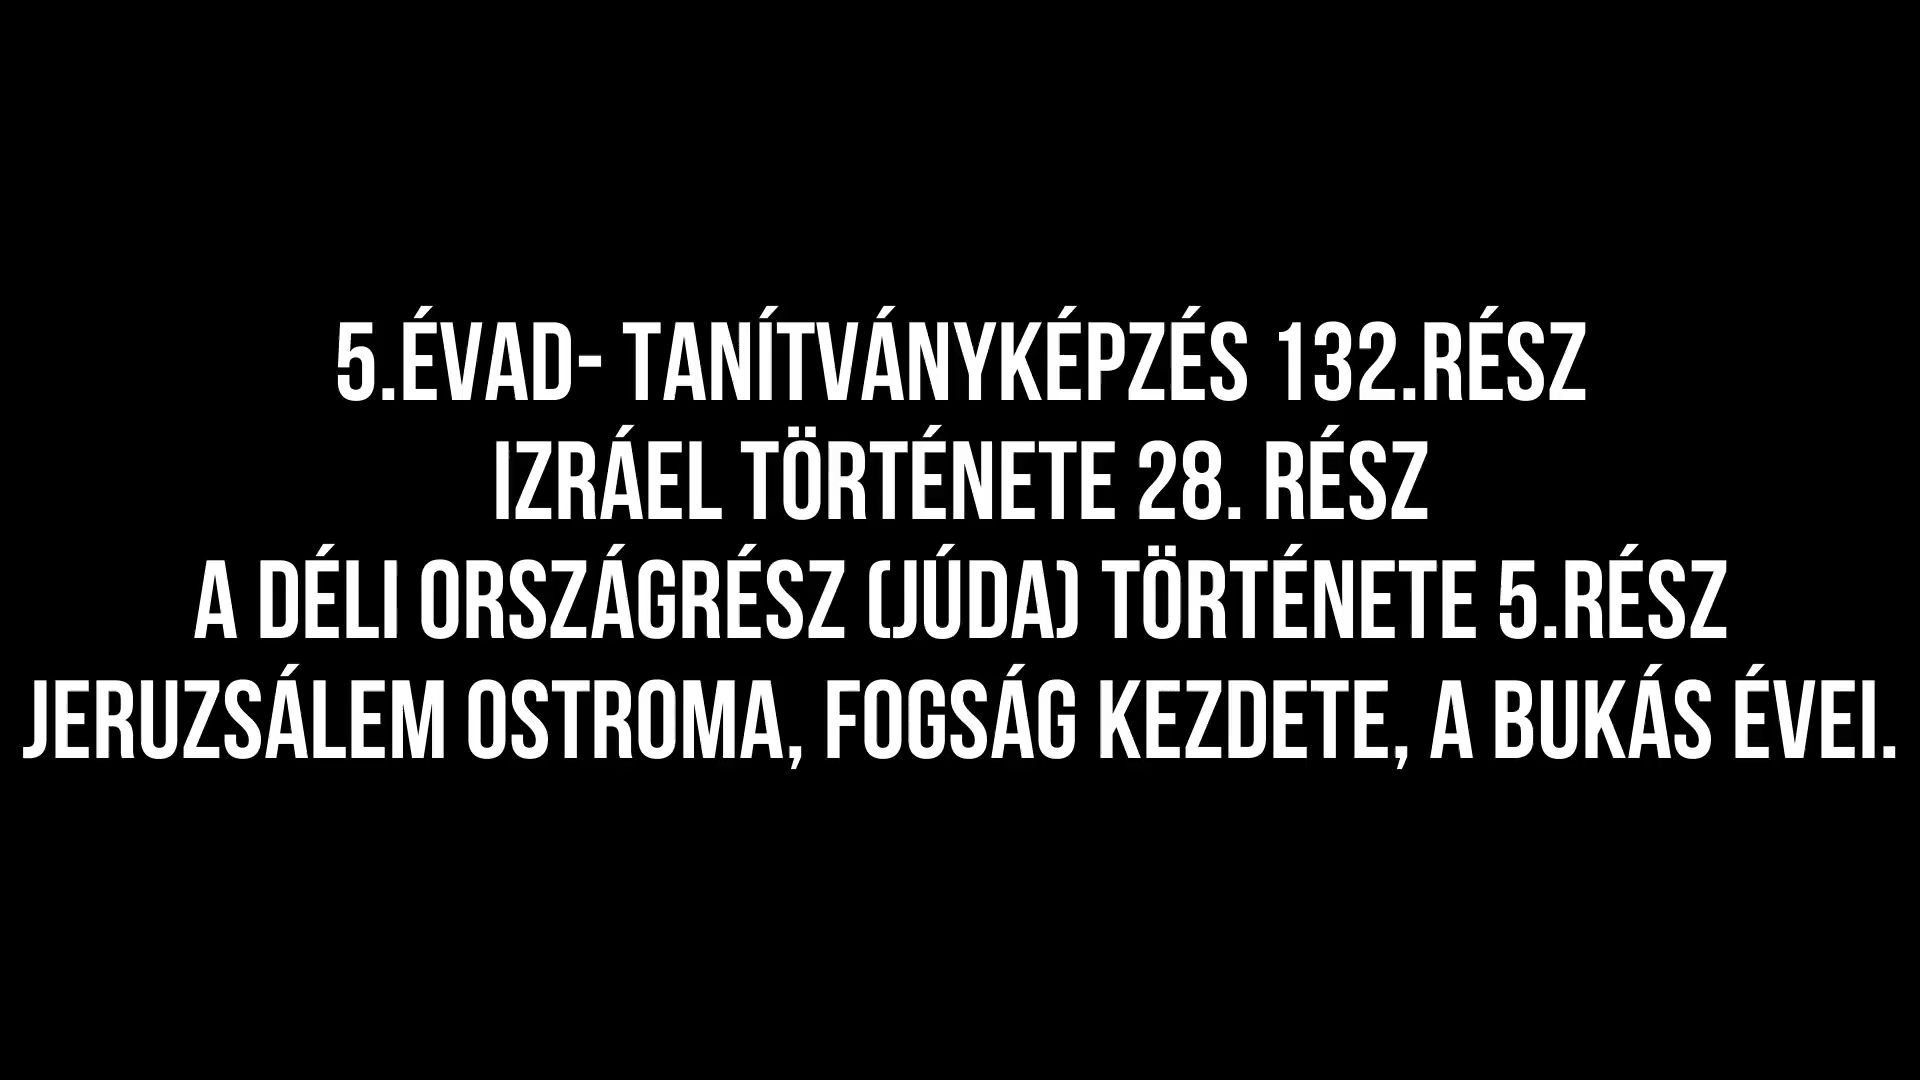 5.ÉVAD- TANÍTVÁNYKÉPZÉS 132.RÉSZ
IZRÁEL TÖRTÉNETE 28. RÉSZ
A DÉLI ORSZÁGRÉSZ (JÚDA) TÖRTÉNETE 5.RÉSZ
JERUZSÁLEM OSTROMA, FOGSÁG KEZDETE, A BUKÁS ÉVEI.